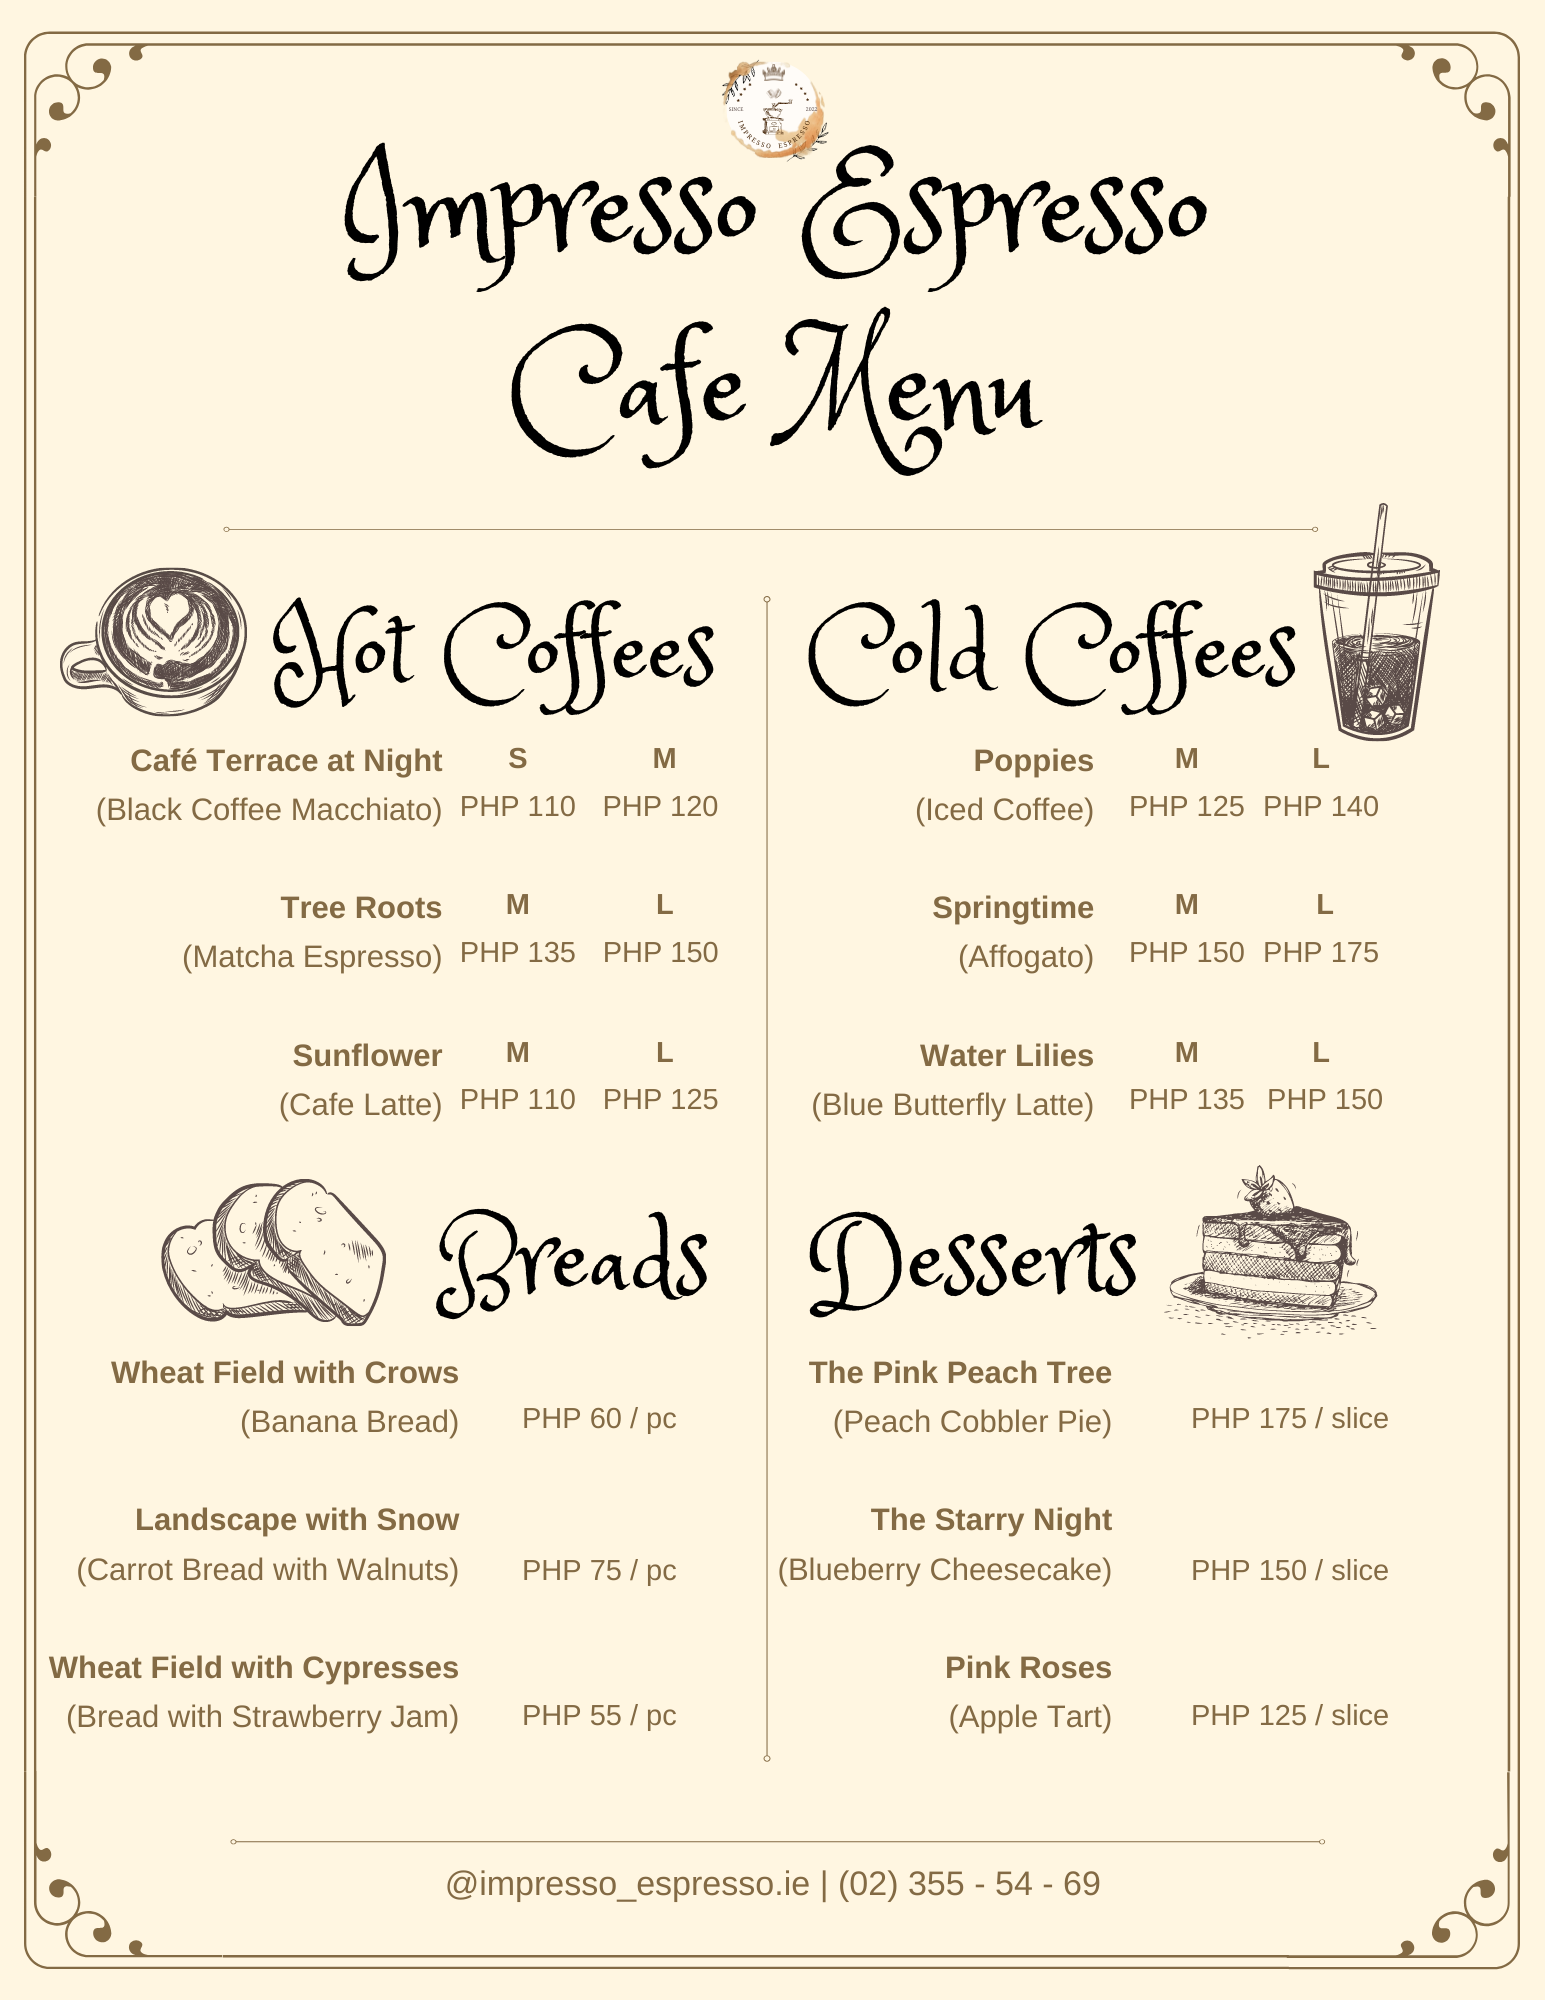 SINCE 2022
IMPRESSO ESPRESSO
Impresso Espresso
Cafe Menu
Hot Coffees
Café Terrace at Night S M
(Black Coffee Macchiato) PHP 110 PHP 120
Tree Roots M L
(Matcha Espresso) PHP 135 PHP 150
Sunflower M L
(Cafe Latte) PHP 110 PHP 125
Cold Coffees
Poppies M L
(Iced Coffee) PHP 125 PHP 140
Springtime M L
(Affogato) PHP 150 PHP 175
Water Lilies M L
(Blue Butterfly Latte) PHP 135 PHP 150
Breads
Wheat Field with Crows
(Banana Bread) PHP 60 / pc
Landscape with Snow
(Carrot Bread with Walnuts) PHP 75 / pc
Wheat Field with Cypresses
(Bread with Strawberry Jam) PHP 55 / pc
Desserts
The Pink Peach Tree
(Peach Cobbler Pie) PHP 175 / slice
The Starry Night
(Blueberry Cheesecake) PHP 150 / slice
Pink Roses
(Apple Tart) PHP 125 / slice
@impresso_espresso.ie | (02) 355 - 54 - 69